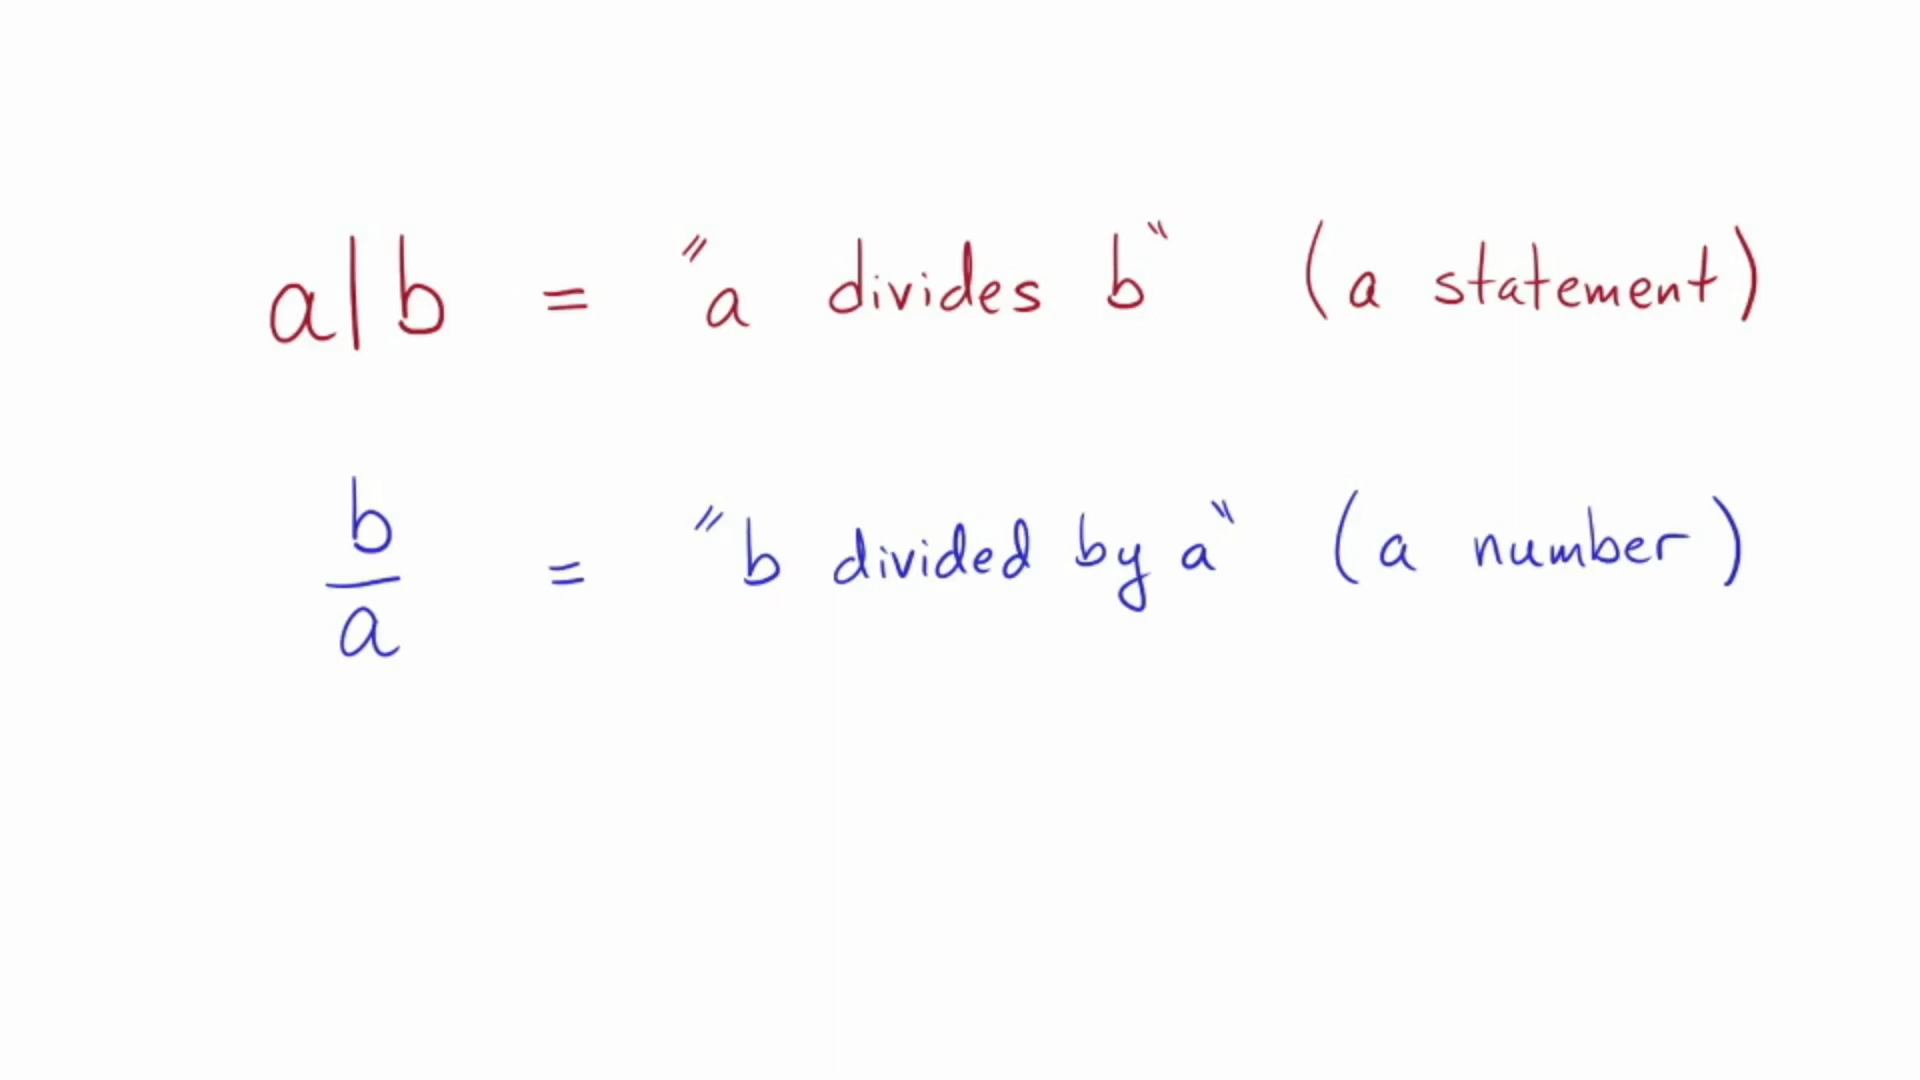 a|b = "a divides b" (a statement)
b/a = "b divided by a" (a number)